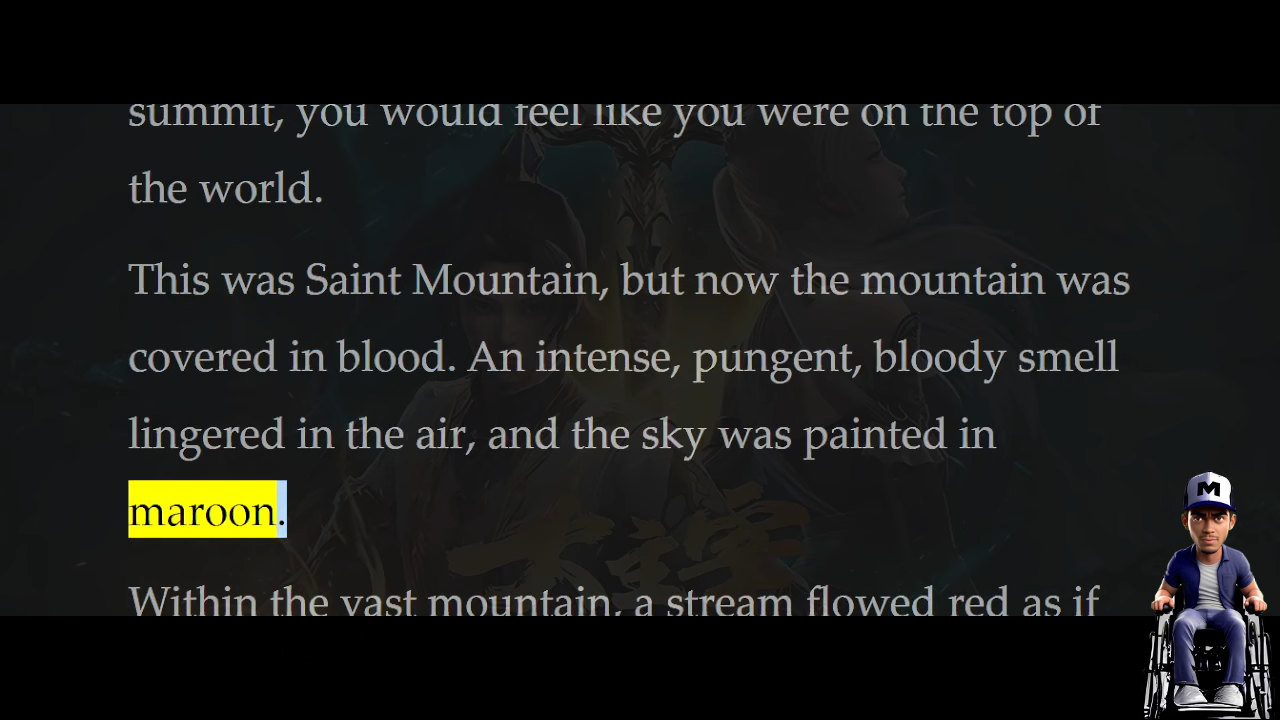 summit, you would feel like you were on the top of
the world.
This was Saint Mountain, but now the mountain was
covered in blood. An intense, pungent, bloody smell
lingered in the air, and the sky was painted in
maroon.
Within the vast mountain, a stream flowed red as if
M
M